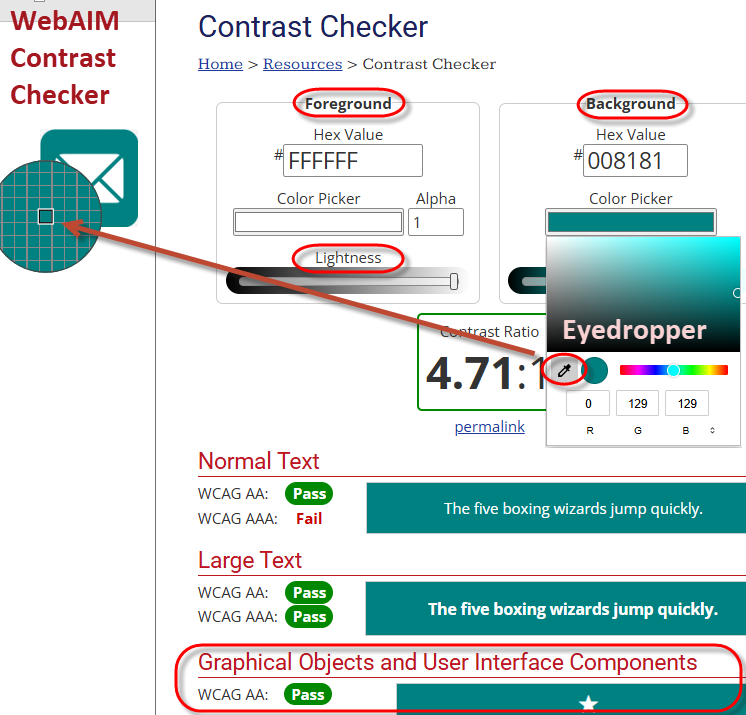 WebAIM
Contrast
Checker
Contrast Checker
Home > Resources > Contrast Checker
Foreground
Hex Value
# FFFFFF
Color Picker Alpha
1
Lightness
Background
Hex Value
# 008181
Color Picker
Eyedropper
0 129 129
R G B
Contrast Ratio
4.71:1
permalink
Normal Text
WCAG AA: Pass
WCAG AAA: Fail
The five boxing wizards jump quickly.
Large Text
WCAG AA: Pass
WCAG AAA: Pass
The five boxing wizards jump quickly.
Graphical Objects and User Interface Components
WCAG AA: Pass